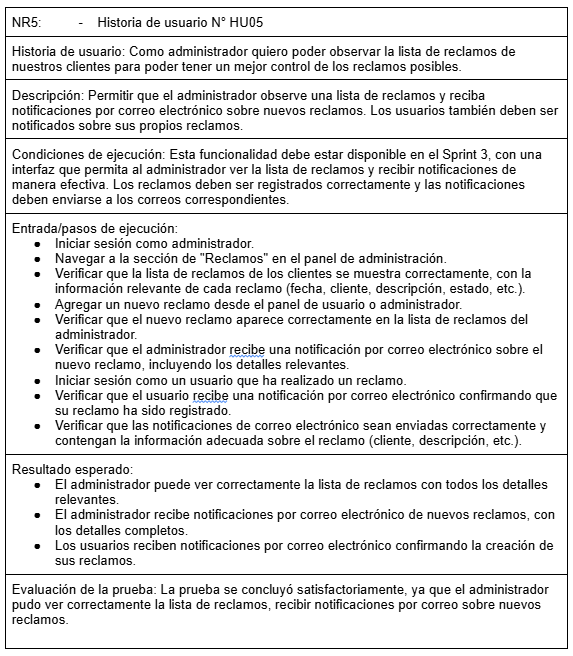 NR5: - Historia de usuario N° HU05
Historia de usuario: Como administrador quiero poder observar la lista de reclamos de
nuestros clientes para poder tener un mejor control de los reclamos posibles.
Descripción: Permitir que el administrador observe una lista de reclamos y reciba
notificaciones por correo electrónico sobre nuevos reclamos. Los usuarios también deben ser
notificados sobre sus propios reclamos.
Condiciones de ejecución: Esta funcionalidad debe estar disponible en el Sprint 3, con una
interfaz que permita al administrador ver la lista de reclamos y recibir notificaciones de
manera efectiva. Los reclamos deben ser registrados correctamente y las notificaciones
deben enviarse a los correos correspondientes.
Entrada/pasos de ejecución:
● Iniciar sesión como administrador.
● Navegar a la sección de "Reclamos" en el panel de administración.
● Verificar que la lista de reclamos de los clientes se muestra correctamente, con la
información relevante de cada reclamo (fecha, cliente, descripción, estado, etc.).
● Agregar un nuevo reclamo desde el panel de usuario o administrador.
● Verificar que el nuevo reclamo aparece correctamente en la lista de reclamos del
administrador.
● Verificar que el administrador recibe una notificación por correo electrónico sobre el
nuevo reclamo, incluyendo los detalles relevantes.
● Iniciar sesión como un usuario que ha realizado un reclamo.
● Verificar que el usuario recibe una notificación por correo electrónico confirmando que
su reclamo ha sido registrado.
● Verificar que las notificaciones de correo electrónico sean enviadas correctamente y
contengan la información adecuada sobre el reclamo (cliente, descripción, etc.).
Resultado esperado:
● El administrador puede ver correctamente la lista de reclamos con todos los detalles
relevantes.
● El administrador recibe notificaciones por correo electrónico de nuevos reclamos, con
los detalles completos.
● Los usuarios reciben notificaciones por correo electrónico confirmando la creación de
sus reclamos.
Evaluación de la prueba: La prueba se concluyó satisfactoriamente, ya que el administrador
pudo ver correctamente la lista de reclamos, recibir notificaciones por correo sobre nuevos
reclamos.